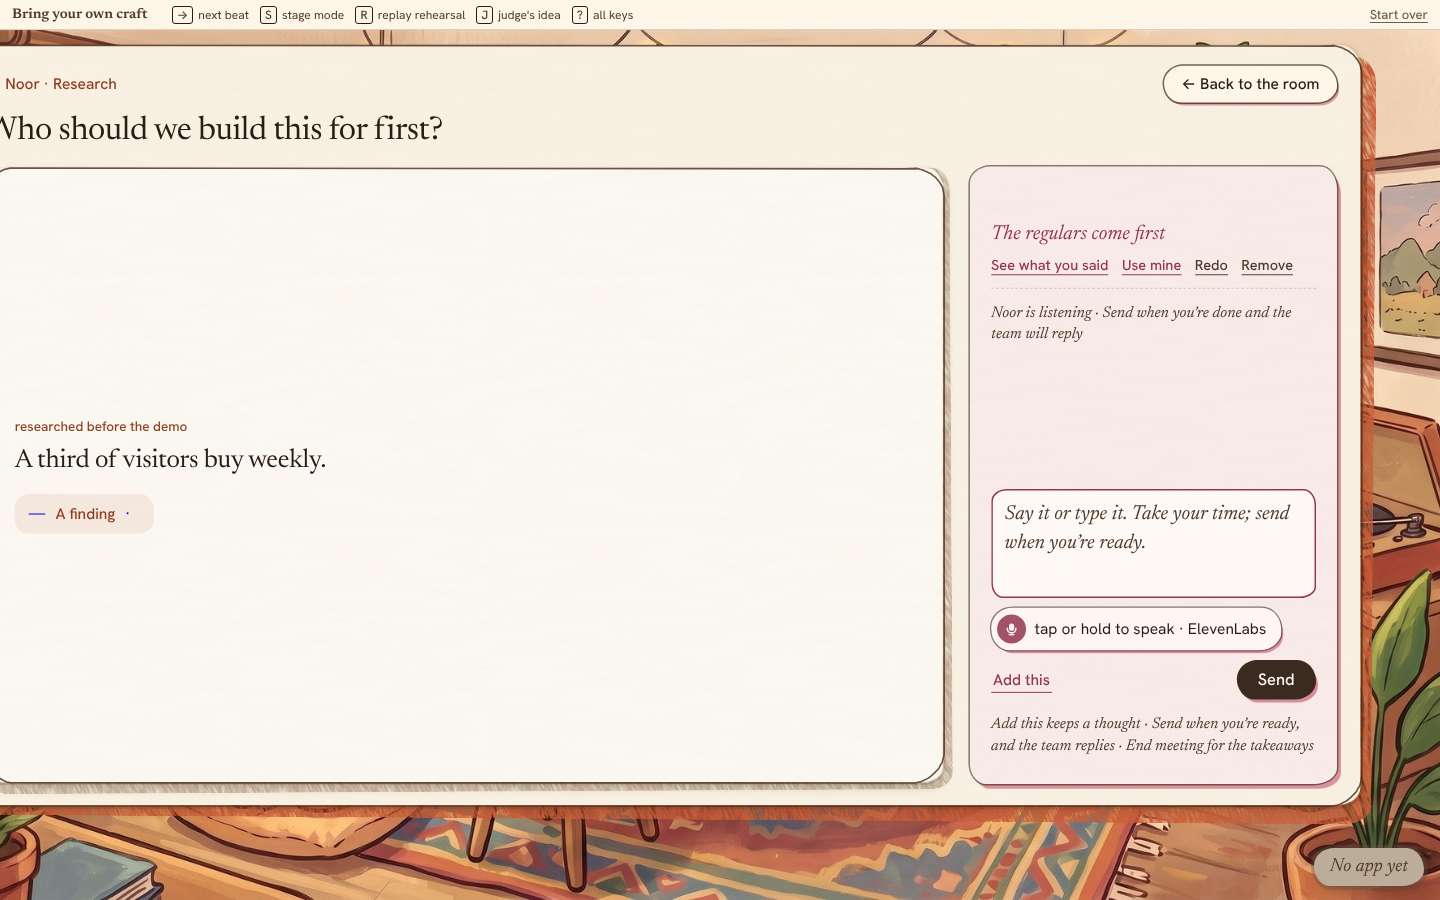 Bring your own craft → next beat S stage mode R replay rehearsal J judge's idea ? all keys Start over
Noor · Research
← Back to the room
Who should we build this for first?
The regulars come first
See what you said Use mine Redo Remove
Noor is listening · Send when you're done and the
team will reply
researched before the demo
A third of visitors buy weekly.
— A finding ·
Say it or type it. Take your time; send
when you're ready.
tap or hold to speak · ElevenLabs
Add this Send
Add this keeps a thought · Send when you're ready,
and the team replies · End meeting for the takeaways
No app yet